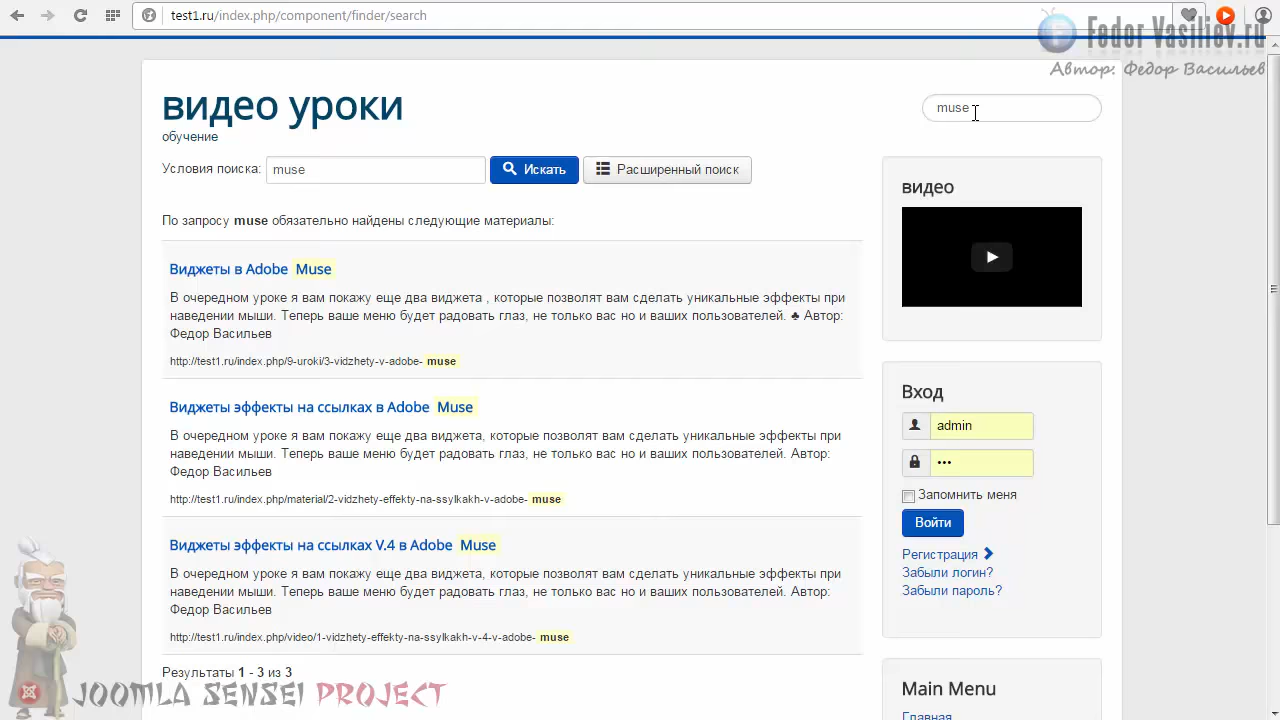 test1.ru/index.php/component/finder/search
Fedor Vasiliev.ru
Автор: Федор Васильев
видео уроки
muse
обучение
Условия поиска: muse Искать Расширенный поиск
По запросу muse обязательно найдены следующие материалы:
Виджеты в Adobe Muse
В очередном уроке я вам покажу еще два виджета , которые позволят вам сделать уникальные эффекты при
наведении мыши. Теперь ваше меню будет радовать глаз, не только вас но и ваших пользователей. ♣ Автор:
Федор Васильев
http://test1.ru/index.php/9-uroki/3-vidzhety-v-adobe- muse
Виджеты эффекты на ссылках в Adobe Muse
В очередном уроке я вам покажу еще два виджета, которые позволят вам сделать уникальные эффекты при
наведении мыши. Теперь ваше меню будет радовать глаз, не только вас но и ваших пользователей. Автор:
Федор Васильев
http://test1.ru/index.php/material/2-vidzhety-effekty-na-ssylkakh-v-adobe- muse
Виджеты эффекты на ссылках V.4 в Adobe Muse
В очередном уроке я вам покажу еще два виджета, которые позволят вам сделать уникальные эффекты при
наведении мыши. Теперь ваше меню будет радовать глаз, не только вас но и ваших пользователей. Автор:
Федор Васильев
http://test1.ru/index.php/video/1-vidzhety-effekty-na-ssylkakh-v-4-v-adobe- muse
Результаты 1 - 3 из 3
видео
Вход
admin
•••
Запомнить меня
Войти
Регистрация
Забыли логин?
Забыли пароль?
Main Menu
Главная
JOOMLA SENSEI PROJECT